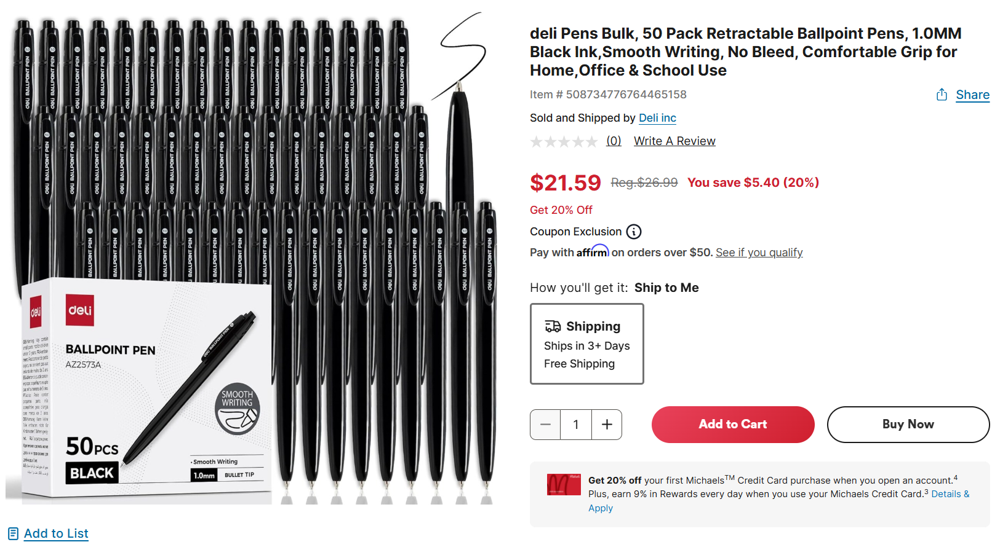 deli BALLPOINT PEN
deli
deli
BALLPOINT PEN
AZ2573A
deli BALLPOINT PEN
SMOOTH
WRITING
50PCS
BLACK
• Smooth Writing
1.0mm BULLET TIP
Add to List
deli Pens Bulk, 50 Pack Retractable Ballpoint Pens, 1.0MM
Black Ink,Smooth Writing, No Bleed, Comfortable Grip for
Home,Office & School Use
Item # 508734776764465158
Share
Sold and Shipped by Deli inc
(0) Write A Review
$21.59 Reg.$26.99 You save $5.40 (20%)
Get 20% Off
Coupon Exclusion
Pay with affirm on orders over $50. See if you qualify
How you'll get it: Ship to Me
Shipping
Ships in 3+ Days
Free Shipping
− 1 + Add to Cart Buy Now
Get 20% off your first Michaels™ Credit Card purchase when you open an account.⁴
Plus, earn 9% in Rewards every day when you use your Michaels Credit Card.³ Details &
Apply